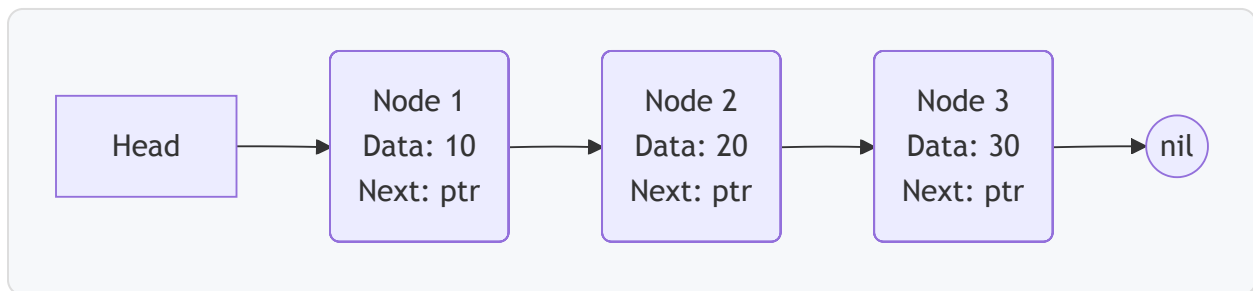 Head
Node 1
Data: 10
Next: ptr
Node 2
Data: 20
Next: ptr
Node 3
Data: 30
Next: ptr
nil